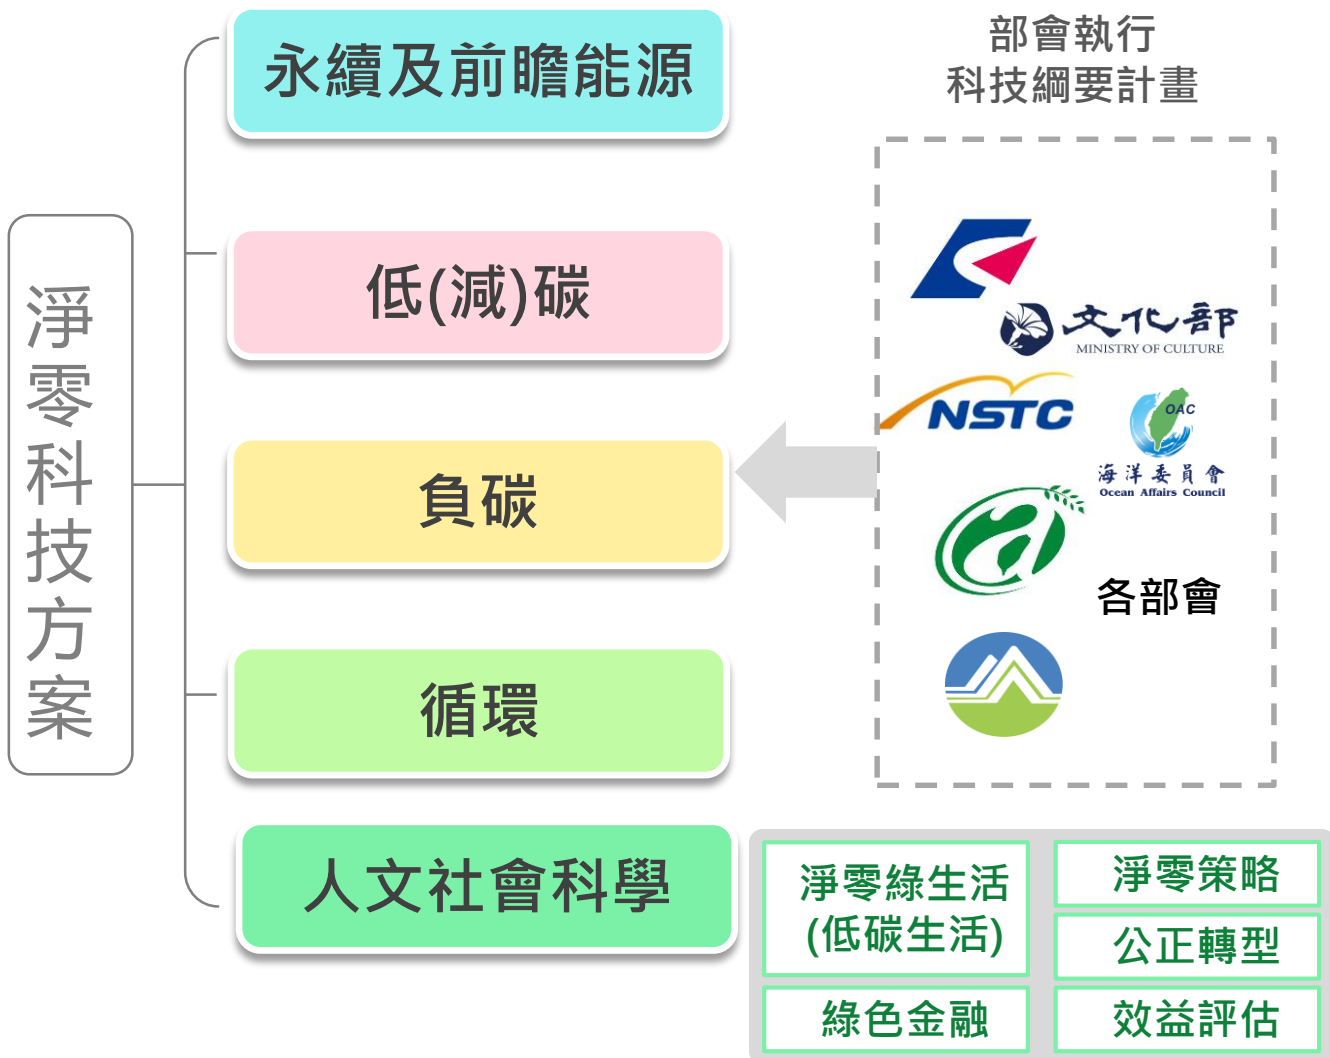 淨零科技方案
永續及前瞻能源
低(減)碳
負碳
循環
人文社會科學
部會執行
科技綱要計畫
文化部
MINISTRY OF CULTURE
NSTC
OAC
海洋委員會
Ocean Affairs Council
各部會
淨零綠生活
(低碳生活)
綠色金融
淨零策略
公正轉型
效益評估